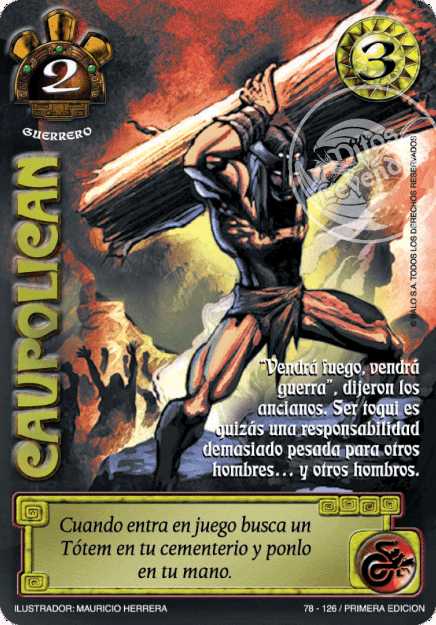 2
3
GUERRERO
Mitos
Leyendas
CAUPOLICAN
© SALO S.A. TODOS LOS DERECHOS RESERVADOS
"Vendrá fuego, vendrá
guerra", dijeron los
ancianos. Ser toqui es
quizás una responsabilidad
demasiado pesada para otros
hombres... y otros hombros.
Cuando entra en juego busca un
Tótem en tu cementerio y ponlo
en tu mano.
ILUSTRADOR: MAURICIO HERRERA
78 - 126 / PRIMERA EDICION